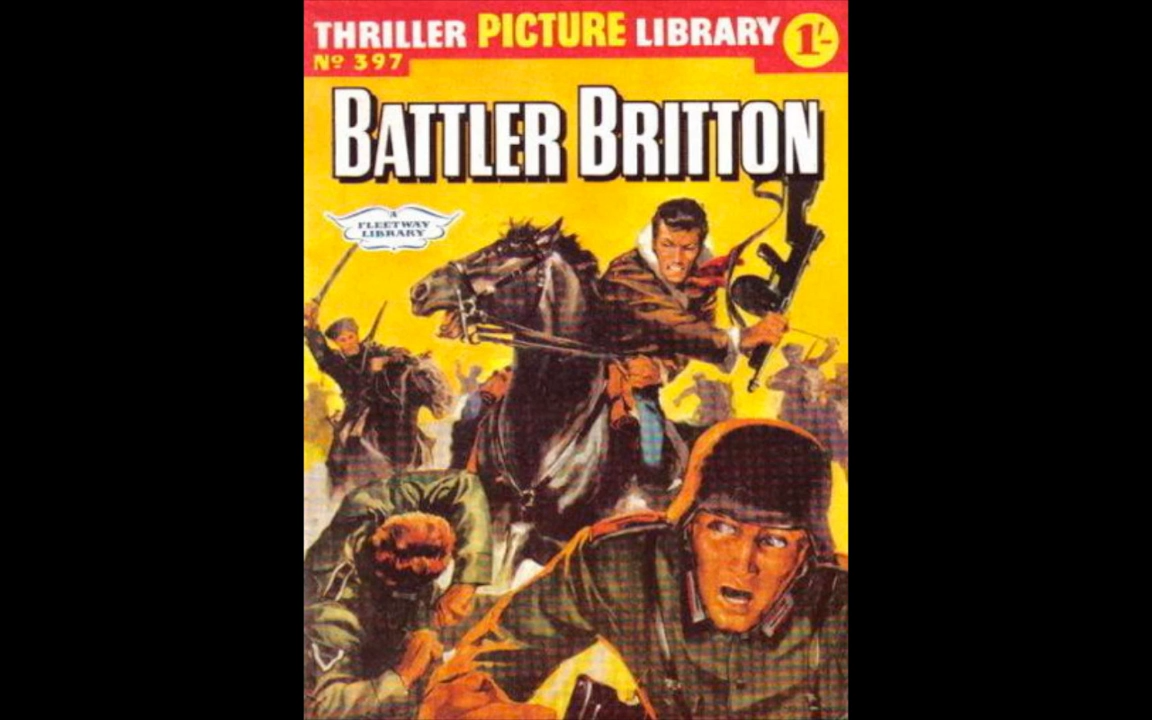 THRILLER PICTURE LIBRARY 1/-
Nº 397
BATTLER BRITTON
A
FLEETWAY
LIBRARY